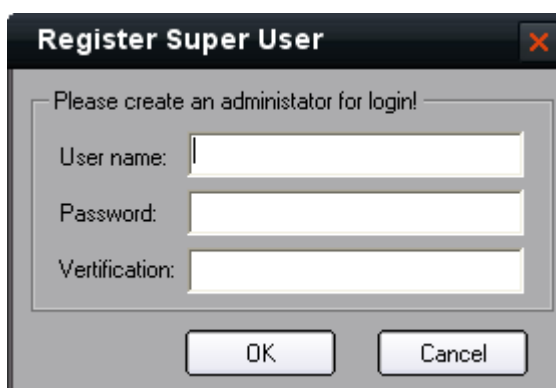 Register Super User
Please create an administator for login!
User name:
Password:
Vertification:
OK Cancel